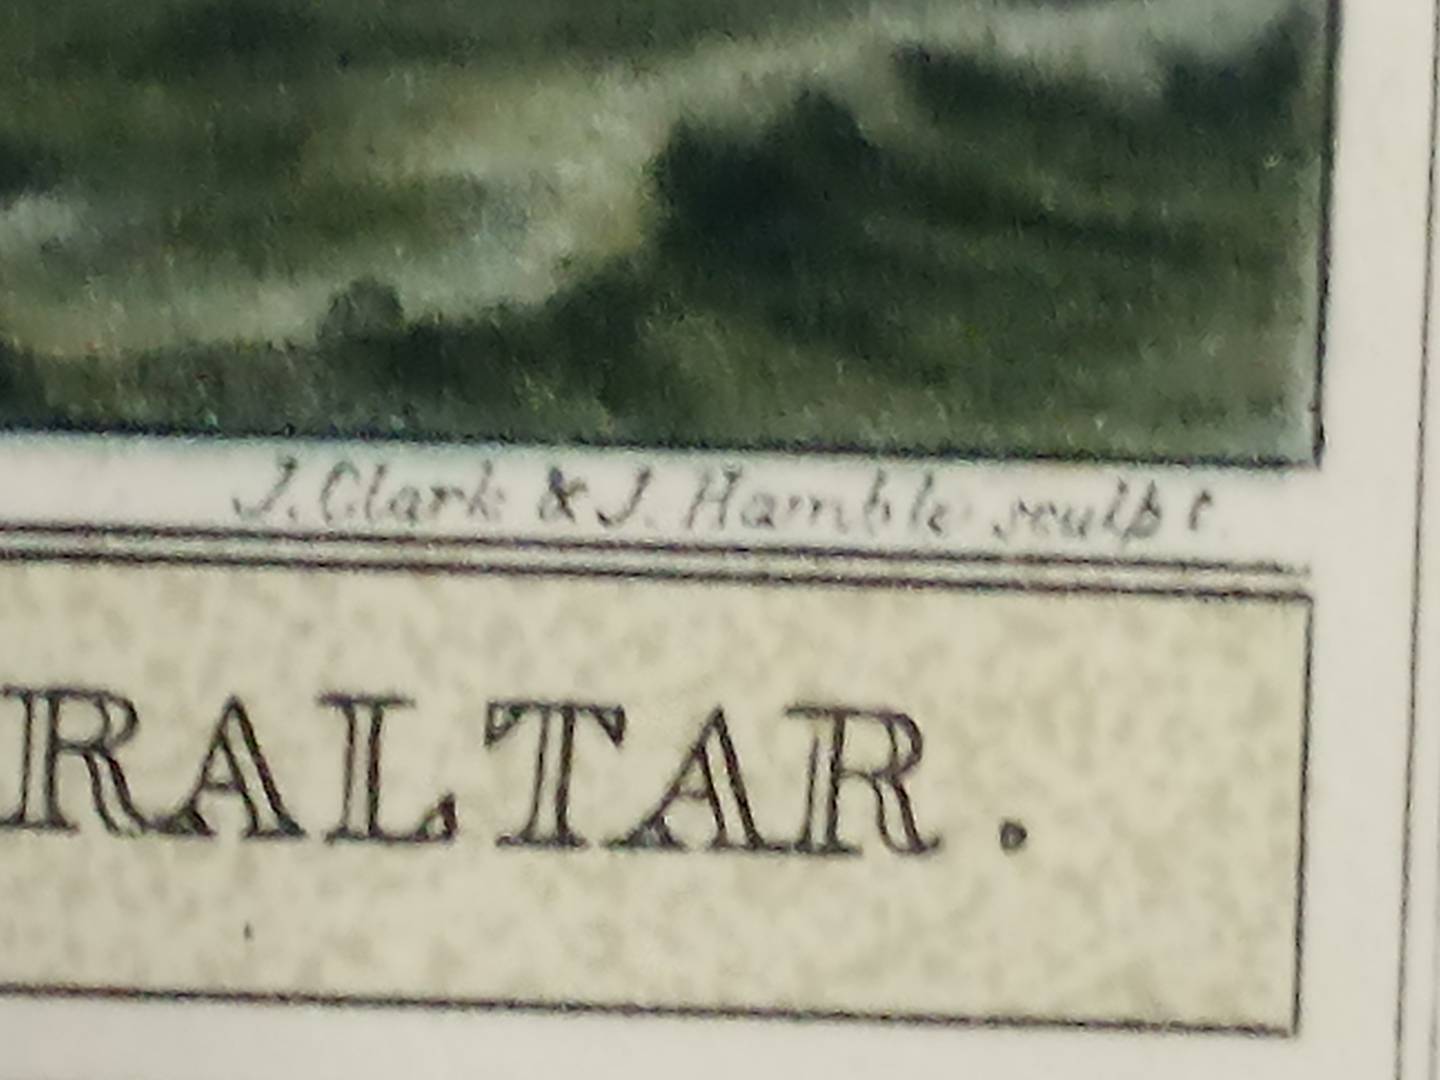 J. Clark & J. Hamble sculpt.
RALTAR.